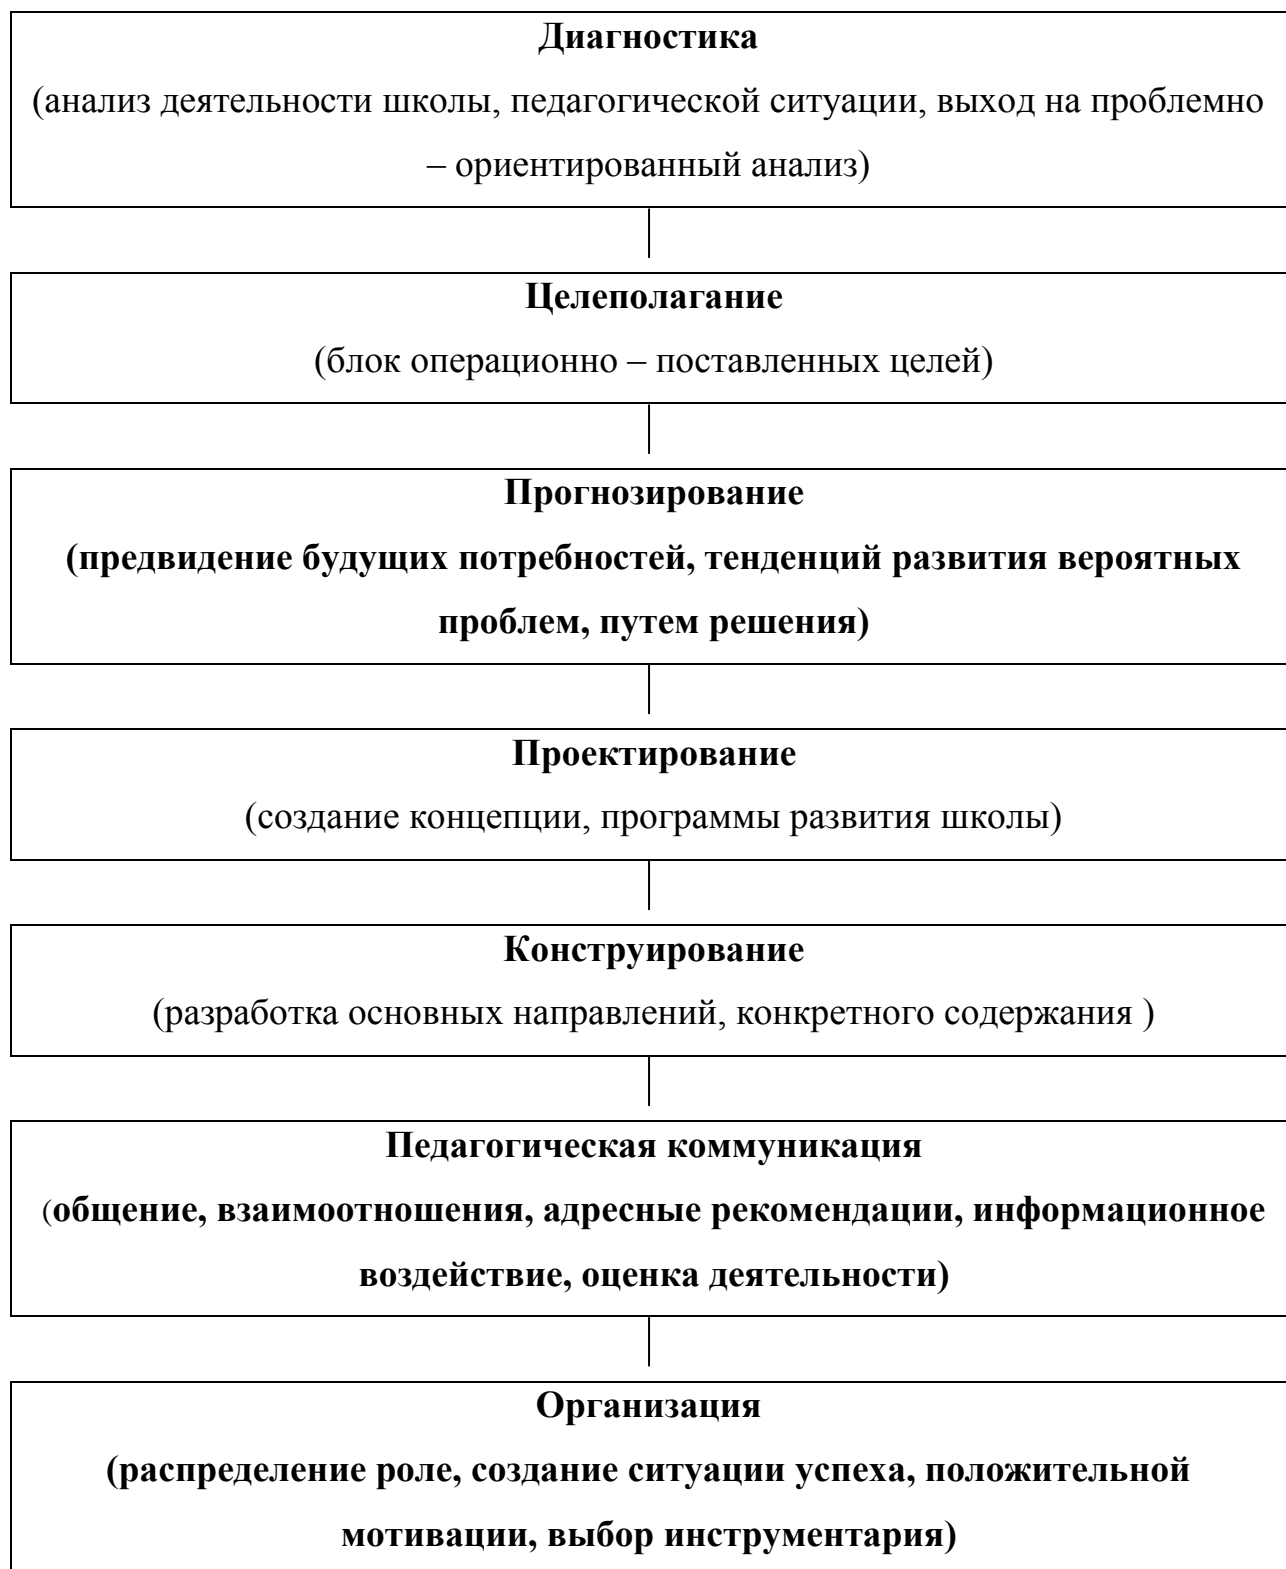 Диагностика
(анализ деятельности школы, педагогической ситуации, выход на проблемно
– ориентированный анализ)
Целеполагание
(блок операционно – поставленных целей)
Прогнозирование
(предвидение будущих потребностей, тенденций развития вероятных
проблем, путем решения)
Проектирование
(создание концепции, программы развития школы)
Конструирование
(разработка основных направлений, конкретного содержания )
Педагогическая коммуникация
(общение, взаимоотношения, адресные рекомендации, информационное
воздействие, оценка деятельности)
Организация
(распределение роле, создание ситуации успеха, положительной
мотивации, выбор инструментария)